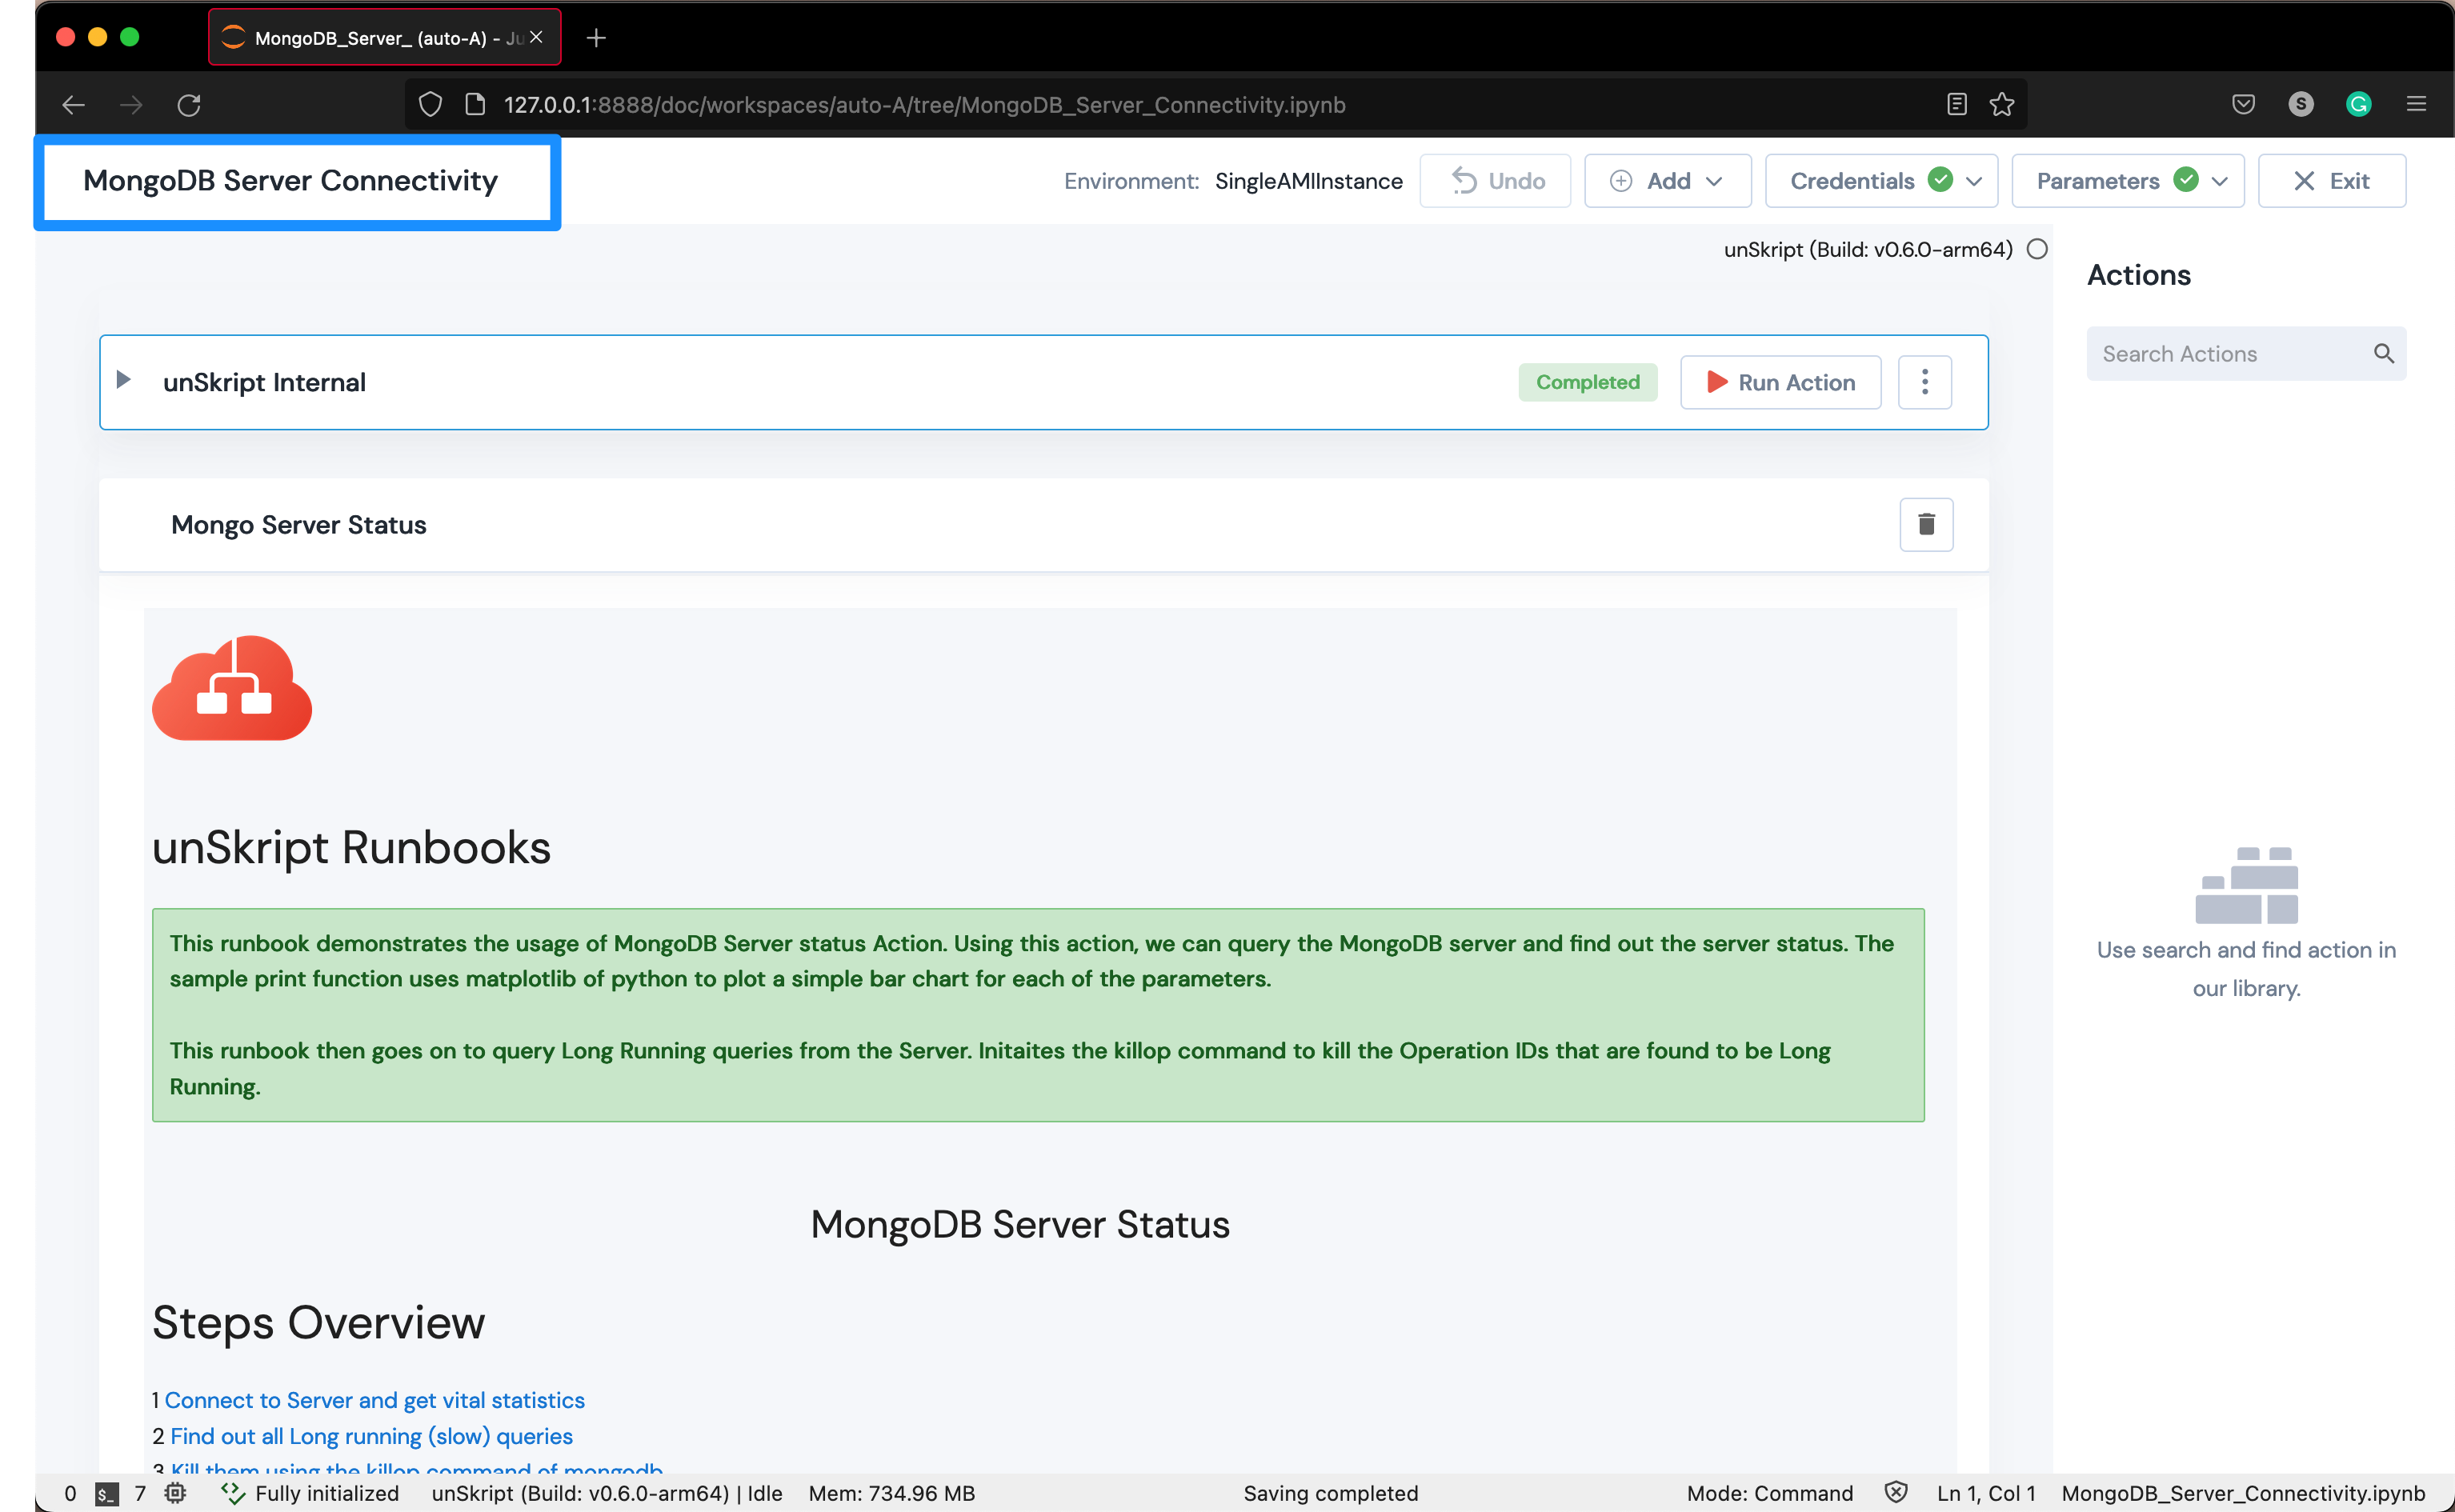 MongoDB_Server_ (auto-A) - Ju
127.0.0.1:8888/doc/workspaces/auto-A/tree/MongoDB_Server_Connectivity.ipynb
S
G
MongoDB Server Connectivity
Environment: SingleAMIInstance
Undo
Add
Credentials
Parameters
Exit
unSkript (Build: v0.6.0-arm64)
Actions
Search Actions
unSkript Internal
Completed
Run Action
Mongo Server Status
unSkript Runbooks
This runbook demonstrates the usage of MongoDB Server status Action. Using this action, we can query the MongoDB server and find out the server status. The
sample print function uses matplotlib of python to plot a simple bar chart for each of the parameters.
This runbook then goes on to query Long Running queries from the Server. Initaites the killop command to kill the Operation IDs that are found to be Long
Running.
Use search and find action in
our library.
MongoDB Server Status
Steps Overview
1 Connect to Server and get vital statistics
2 Find out all Long running (slow) queries
3 Kill them using the killop command of mongodb
0 $_ 7 Fully initialized unSkript (Build: v0.6.0-arm64) | Idle Mem: 734.96 MB Saving completed Mode: Command Ln 1, Col 1 MongoDB_Server_Connectivity.ipynb